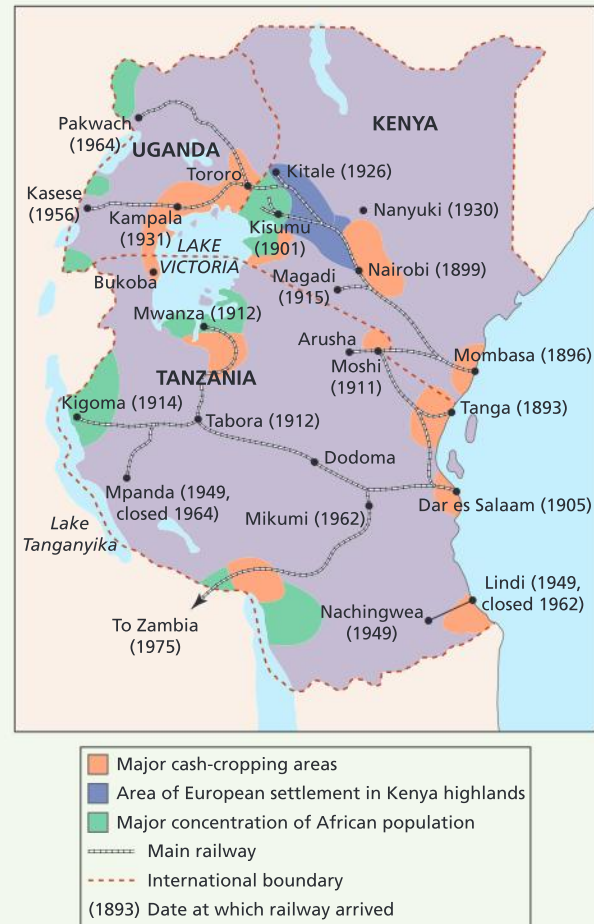 KENYA
Pakwach
(1964)
UGANDA
Tororo
Kitale (1926)
Kasese
(1956)
Kampala
(1931)
Nanyuki (1930)
Kisumu
(1901)
LAKE
VICTORIA
Nairobi (1899)
Bukoba
Magadi
(1915)
Mwanza (1912)
Arusha
Moshi
(1911)
Mombasa (1896)
TANZANIA
Kigoma (1914)
Tanga (1893)
Tabora (1912)
Dodoma
Mpanda (1949,
closed 1964)
Dar es Salaam (1905)
Mikumi (1962)
Lake
Tanganyika
Lindi (1949,
closed 1962)
To Zambia
(1975)
Nachingwea
(1949)
Major cash-cropping areas
Area of European settlement in Kenya highlands
Major concentration of African population
Main railway
International boundary
(1893) Date at which railway arrived